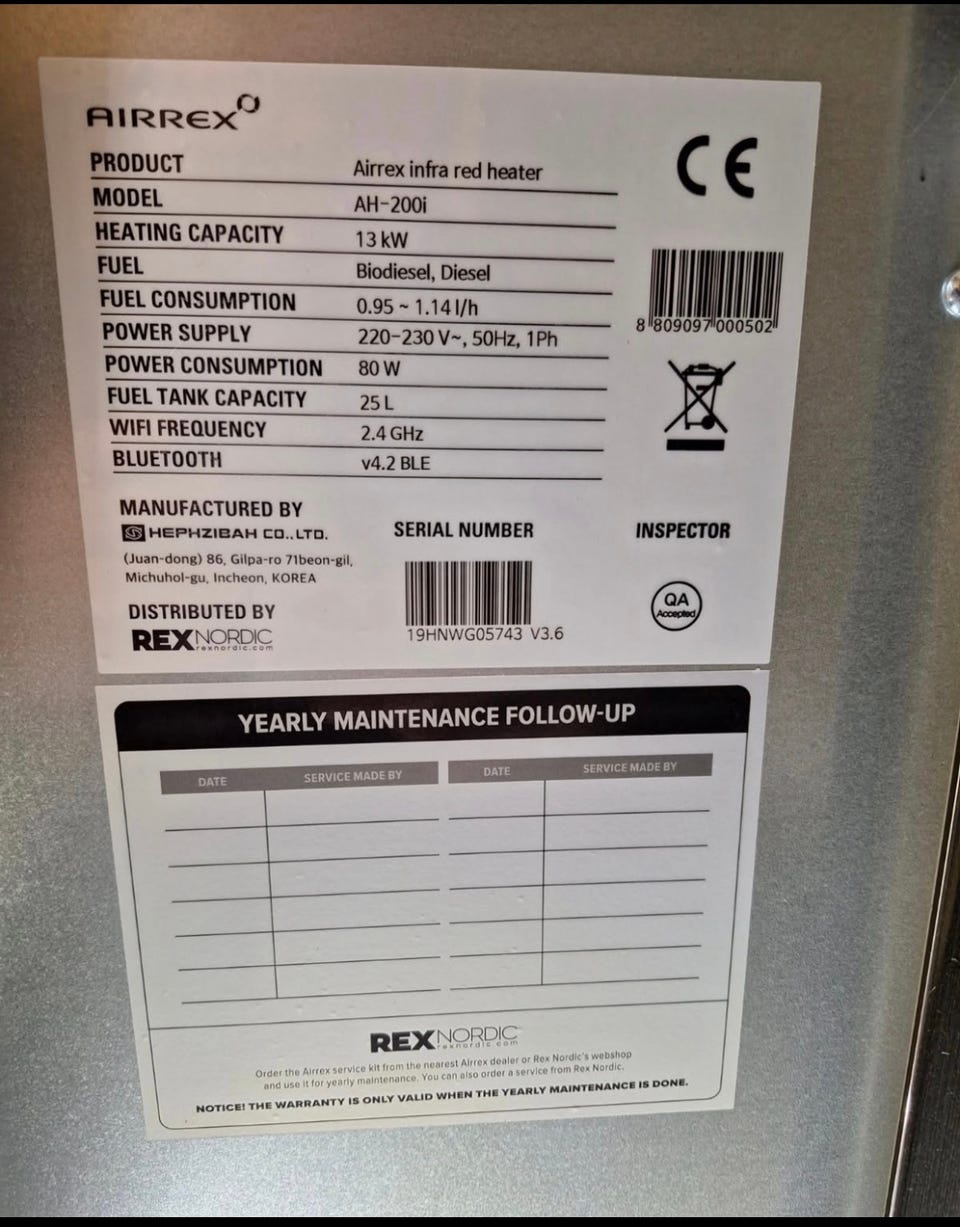 AIRREX
PRODUCT Airrex infra red heater
MODEL AH-200i
HEATING CAPACITY 13 kW
FUEL Biodiesel, Diesel
FUEL CONSUMPTION 0.95 ~ 1.14 l/h
POWER SUPPLY 220-230 V~, 50Hz, 1Ph
POWER CONSUMPTION 80 W
FUEL TANK CAPACITY 25 L
WIFI FREQUENCY 2.4 GHz
BLUETOOTH v4.2 BLE
CE
8 809097 000502
MANUFACTURED BY
HEPHZIBAH CO., LTD.
(Juan-dong) 86, Gilpa-ro 71beon-gil,
Michuhol-gu, Incheon, KOREA
DISTRIBUTED BY
REXNORDIC
rexnordic.com
SERIAL NUMBER
19HNWG05743 V3.6
INSPECTOR
QA
Accepted
YEARLY MAINTENANCE FOLLOW-UP
DATE SERVICE MADE BY DATE SERVICE MADE BY
REXNORDIC
rexnordic.com
Order the Airrex service kit from the nearest Airrex dealer or Rex Nordic's webshop
and use it for yearly maintenance. You can also order a service from Rex Nordic.
NOTICE! THE WARRANTY IS ONLY VALID WHEN THE YEARLY MAINTENANCE IS DONE.